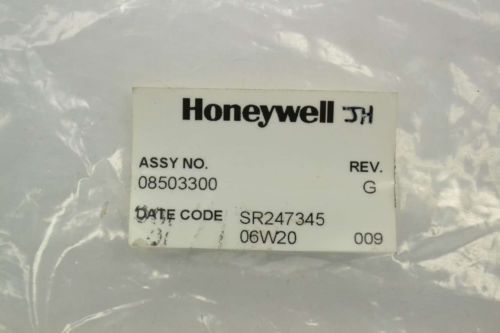 Honeywell JH
ASSY NO. REV.
08503300 G
DATE CODE SR247345
06W20 009